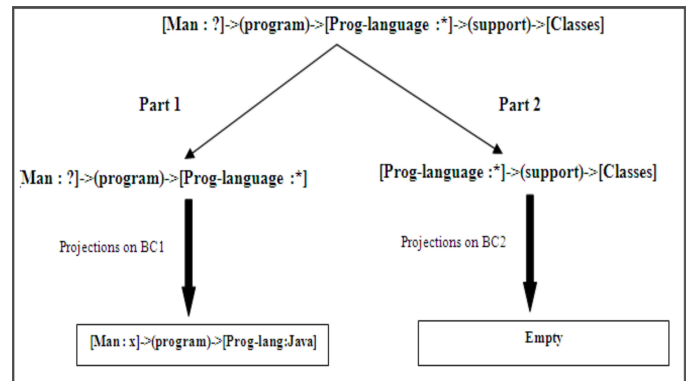 [Man : ?]->(program)->[Prog-language :*]->(support)->[Classes]
Part 1
Part 2
[Man : ?]->(program)->[Prog-language :*]
[Prog-language :*]->(support)->[Classes]
Projections on BC1
Projections on BC2
[Man : x]->(program)->[Prog-lang:Java]
Empty